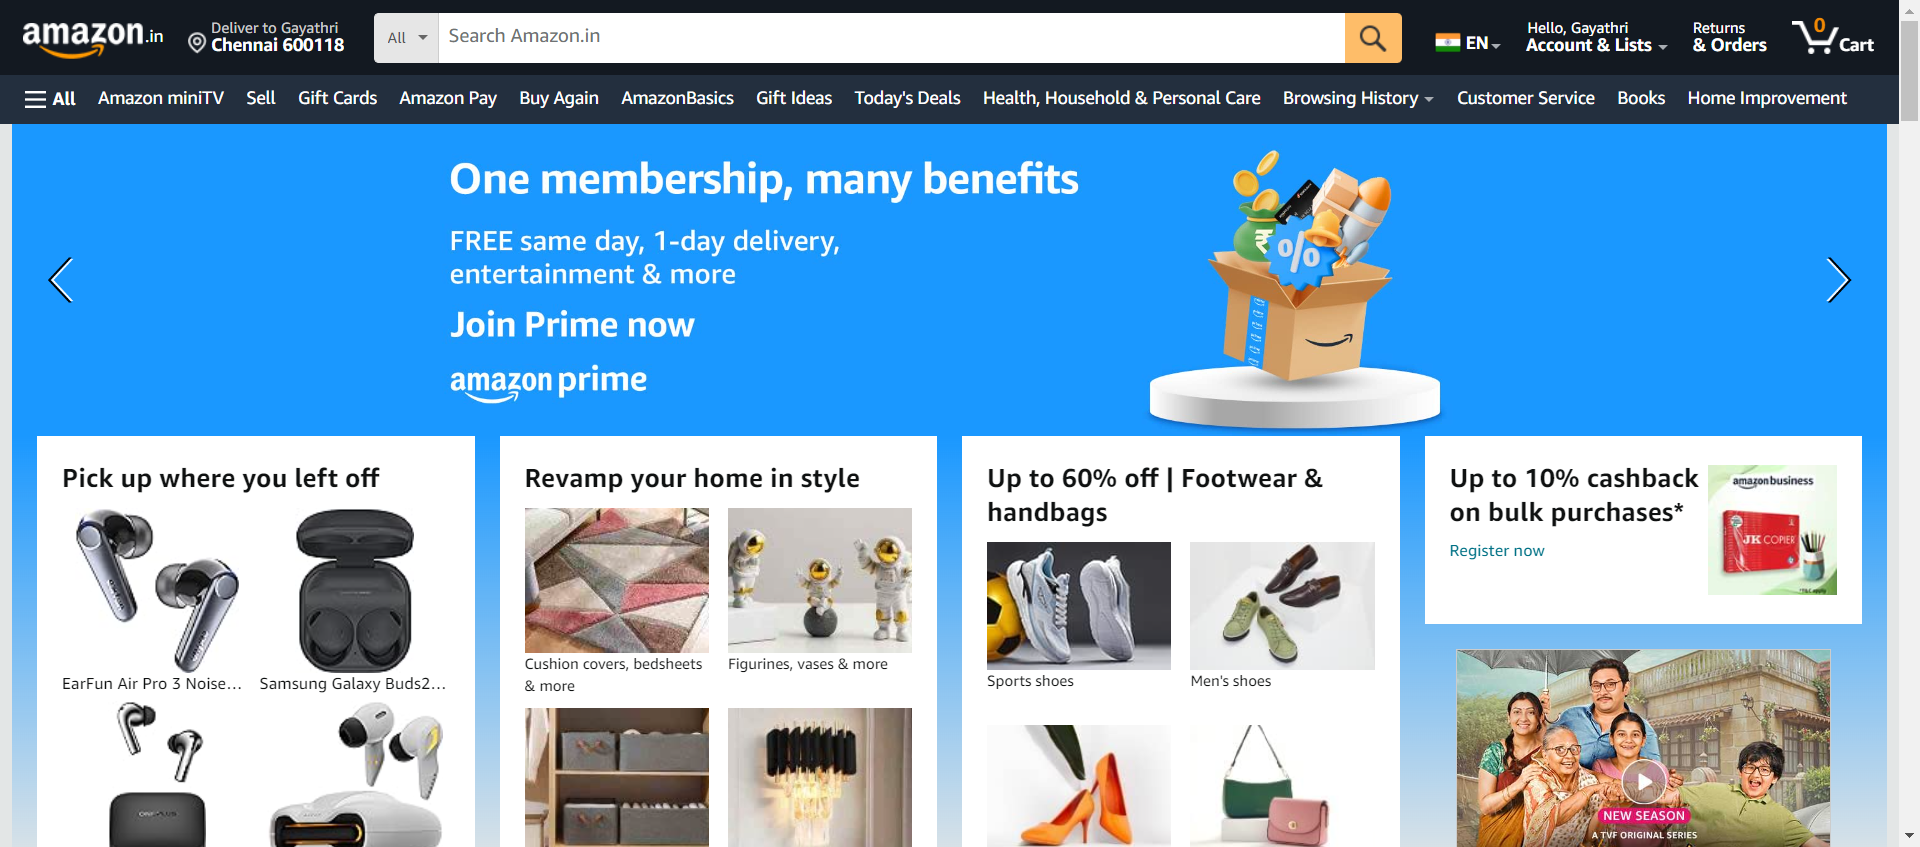 amazon.in
Deliver to Gayathri
Chennai 600118
All
Search Amazon.in
EN
Hello, Gayathri
Account & Lists
Returns
& Orders
0
Cart
All
Amazon miniTV
Sell
Gift Cards
Amazon Pay
Buy Again
AmazonBasics
Gift Ideas
Today's Deals
Health, Household & Personal Care
Browsing History
Customer Service
Books
Home Improvement
One membership, many benefits
FREE same day, 1-day delivery,
entertainment & more
Join Prime now
amazon prime
₹
%
Pick up where you left off
EarFun Air Pro 3 Noise...
Samsung Galaxy Buds2...
Revamp your home in style
Cushion covers, bedsheets
& more
Figurines, vases & more
Up to 60% off | Footwear &
handbags
Sports shoes
Men's shoes
Up to 10% cashback
on bulk purchases*
Register now
amazon business
JK COPIER
NEW SEASON
A TVF ORIGINAL SERIES